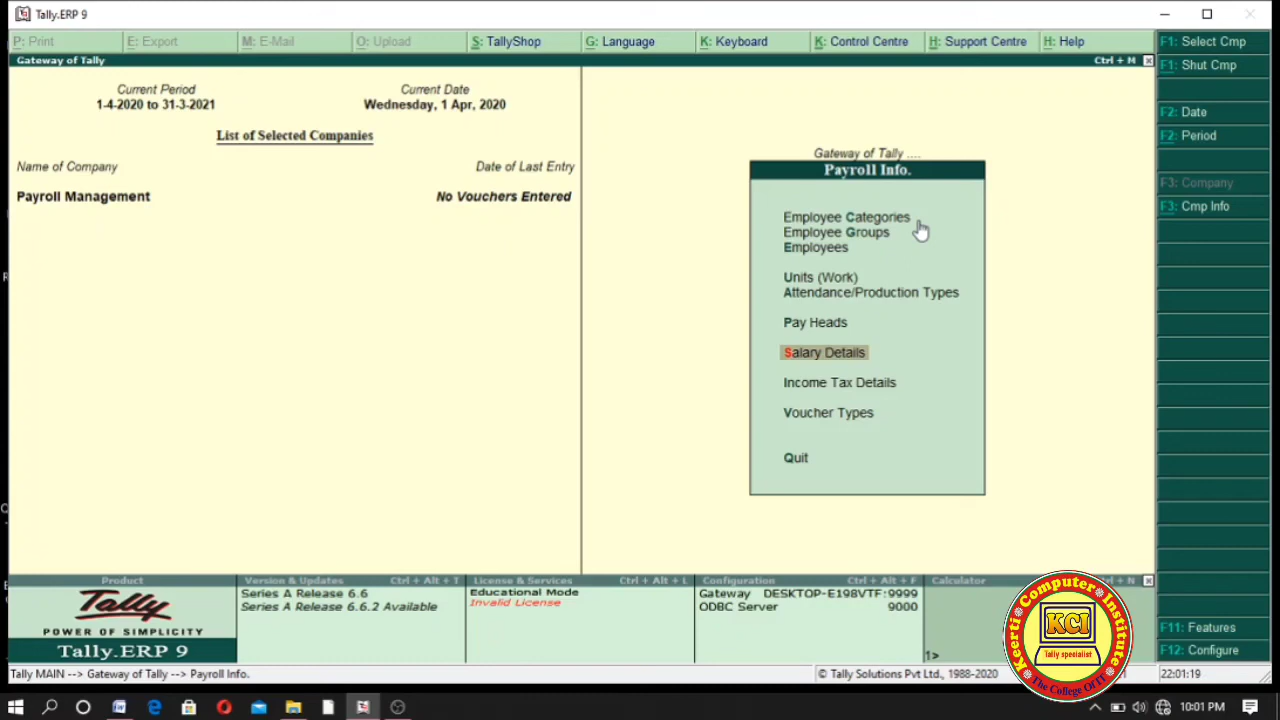 Tally.ERP 9
P: Print
E: Export
M: E-Mail
O: Upload
S: TallyShop
G: Language
K: Keyboard
K: Control Centre
H: Support Centre
H: Help
F1: Select Cmp
F1: Shut Cmp
F2: Date
F2: Period
F3: Company
F3: Cmp Info
F11: Features
F12: Configure
Gateway of Tally
Ctrl + M
Current Period
1-4-2020 to 31-3-2021
Current Date
Wednesday, 1 Apr, 2020
List of Selected Companies
Name of Company
Date of Last Entry
Payroll Management
No Vouchers Entered
Gateway of Tally ....
Payroll Info.
Employee Categories
Employee Groups
Employees
Units (Work)
Attendance/Production Types
Pay Heads
Salary Details
Income Tax Details
Voucher Types
Quit
Product
Tally
POWER OF SIMPLICITY
Tally.ERP 9
Version & Updates Ctrl + Alt + T
Series A Release 6.6
Series A Release 6.6.2 Available
License & Services Ctrl + Alt + L
Educational Mode
Invalid License
Configuration Ctrl + Alt + F
Gateway DESKTOP-E198VTF:9999
ODBC Server 9000
Calculator
1>
Keerti Computer Institute
KCI
Tally specialist
The College Of IT
Tally MAIN --> Gateway of Tally --> Payroll Info.
© Tally Solutions Pvt Ltd., 1988-2020
22:01:19
10:01 PM